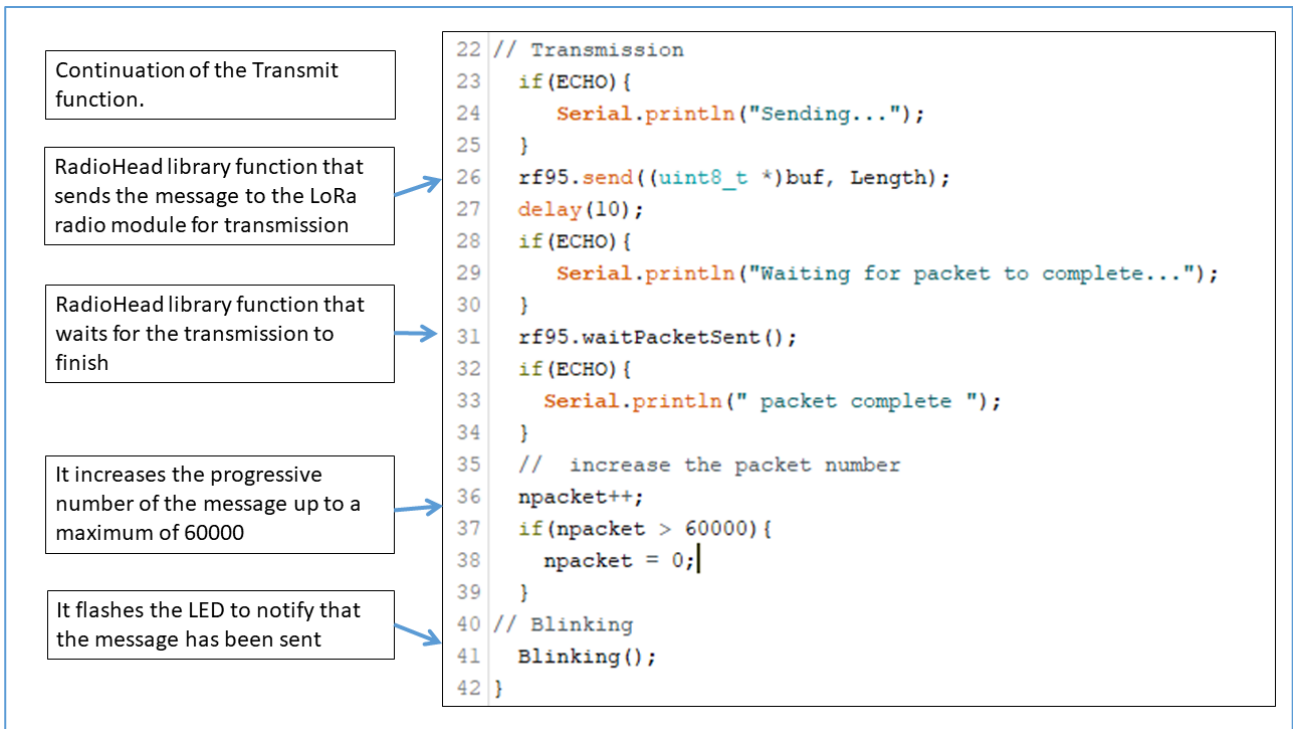 Continuation of the Transmit
function.
RadioHead library function that
sends the message to the LoRa
radio module for transmission
RadioHead library function that
waits for the transmission to
finish
It increases the progressive
number of the message up to a
maximum of 60000
It flashes the LED to notify that
the message has been sent
22 // Transmission
23 if(ECHO){
24 Serial.println("Sending...");
25 }
26 rf95.send((uint8_t *)buf, Length);
27 delay(10);
28 if(ECHO){
29 Serial.println("Waiting for packet to complete...");
30 }
31 rf95.waitPacketSent();
32 if(ECHO){
33 Serial.println(" packet complete ");
34 }
35 // increase the packet number
36 npacket++;
37 if(npacket > 60000){
38 npacket = 0;
39 }
40 // Blinking
41 Blinking();
42 }